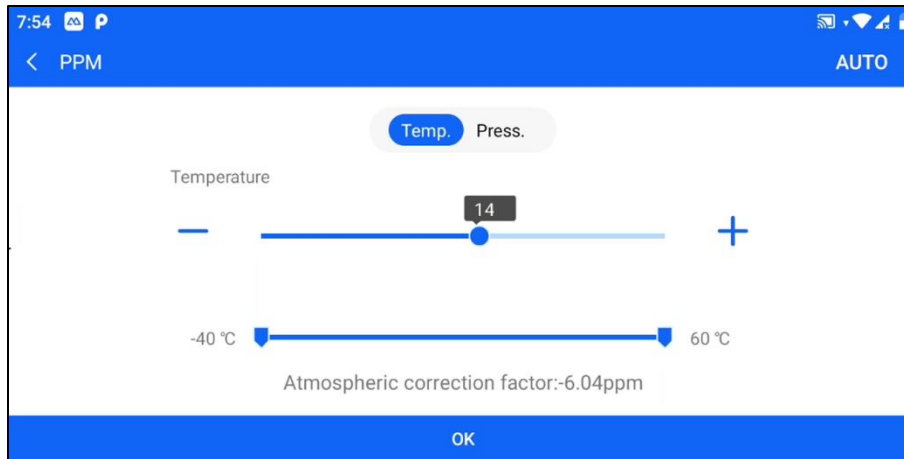 7:54
PPM
AUTO
Temp. Press.
Temperature
14
-40 ℃ 60 ℃
Atmospheric correction factor:-6.04ppm
OK